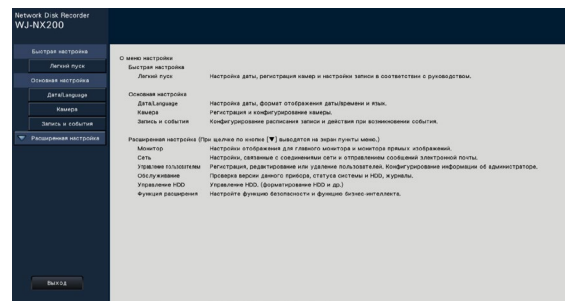 Network Disk Recorder
WJ-NX200
Быстрая настройка
Легкий пуск
Основная настройка
Дата/Language
Камера
Запись и события
Расширенная настройка
Выход
О меню настройки
Быстрая настройка
Легкий пуск Настройка даты, регистрация камер и настройки записи в соответствии с руководством.
Основная настройка
Дата/Language Настройка даты, формат отображения даты/времени и язык.
Камера Регистрация и конфигурирование камеры.
Запись и события Конфигурирование расписания записи и действия при возникновении события.
Расширенная настройка (При щелчке по кнопке [▼] выводятся на экран пункты меню.)
Монитор Настройки отображения для главного монитора и монитора прямых изображений.
Сеть Настройки, связанные с соединениями сети и отправлением сообщений электронной почты.
Управление пользователями Регистрация, редактирование или удаление пользователей. Конфигурирование информации об администраторе.
Обслуживание Проверка версии данного прибора, статуса системы и HDD, журналы.
Управление HDD Управление HDD. (форматирование HDD и др.)
Функция расширения Настройте функцию безопасности и функцию бизнес-интеллекта.